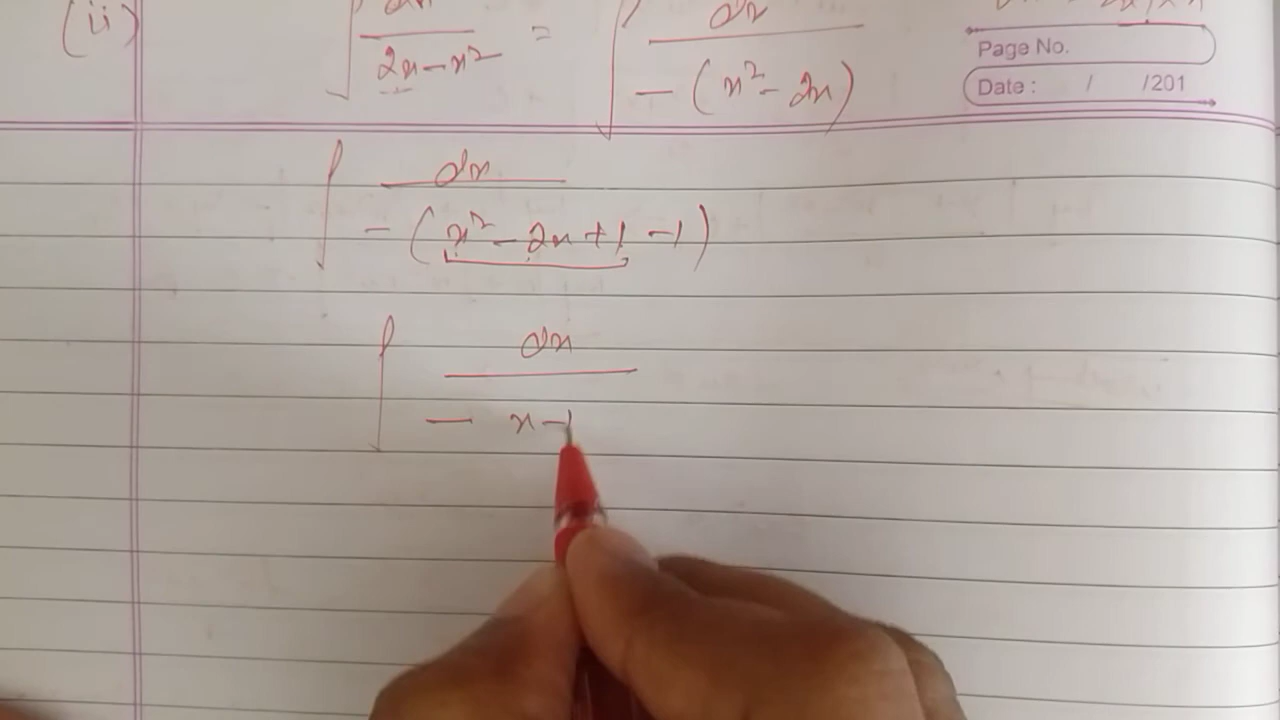 (ii) ∫ dx/(2x-x²) = ∫ dx/(-(x²-2x))
Page No.
Date : / /201
∫ dx/(-(x²-2x+1-1))
∫ dx/(- x-1